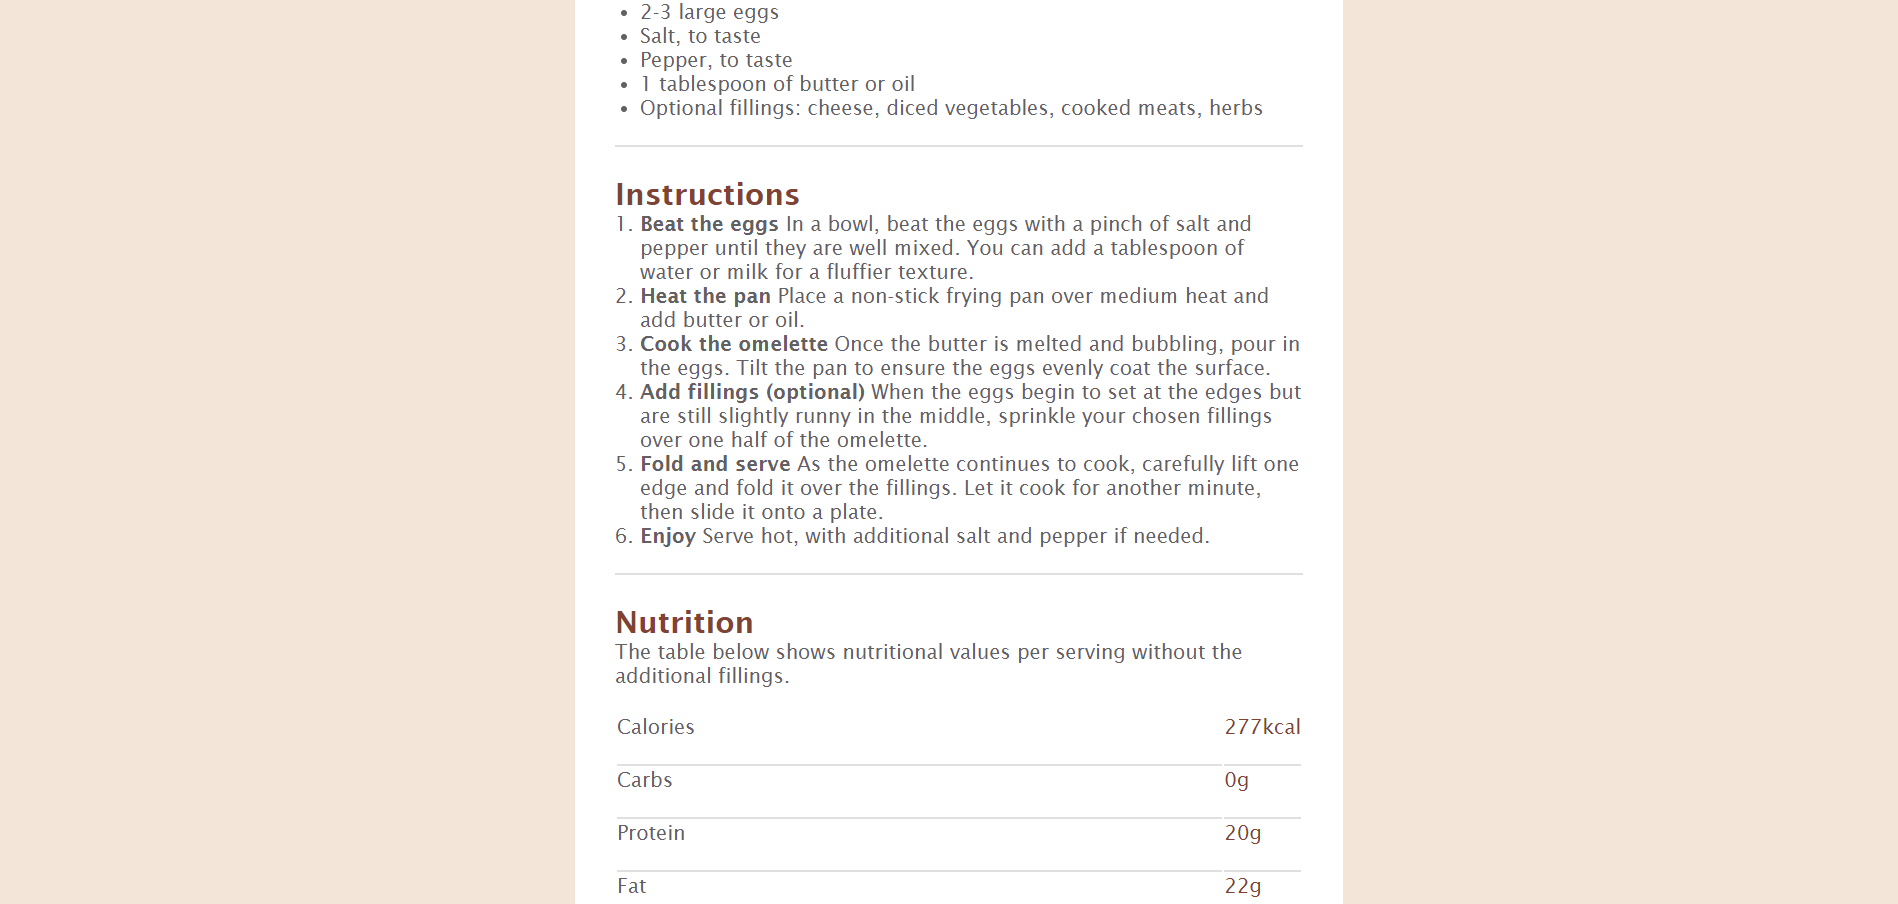 • 2-3 large eggs
• Salt, to taste
• Pepper, to taste
• 1 tablespoon of butter or oil
• Optional fillings: cheese, diced vegetables, cooked meats, herbs
Instructions
1. Beat the eggs In a bowl, beat the eggs with a pinch of salt and
pepper until they are well mixed. You can add a tablespoon of
water or milk for a fluffier texture.
2. Heat the pan Place a non-stick frying pan over medium heat and
add butter or oil.
3. Cook the omelette Once the butter is melted and bubbling, pour in
the eggs. Tilt the pan to ensure the eggs evenly coat the surface.
4. Add fillings (optional) When the eggs begin to set at the edges but
are still slightly runny in the middle, sprinkle your chosen fillings
over one half of the omelette.
5. Fold and serve As the omelette continues to cook, carefully lift one
edge and fold it over the fillings. Let it cook for another minute,
then slide it onto a plate.
6. Enjoy Serve hot, with additional salt and pepper if needed.
Nutrition
The table below shows nutritional values per serving without the
additional fillings.
Calories 277kcal
Carbs 0g
Protein 20g
Fat 22g